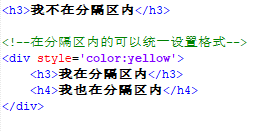 <h3>我不在分隔区内</h3>
<!--在分隔区内的可以统一设置格式-->
<div style='color:yellow'>
<h3>我在分隔区内</h3>
<h4>我也在分隔区内</h4>
</div>